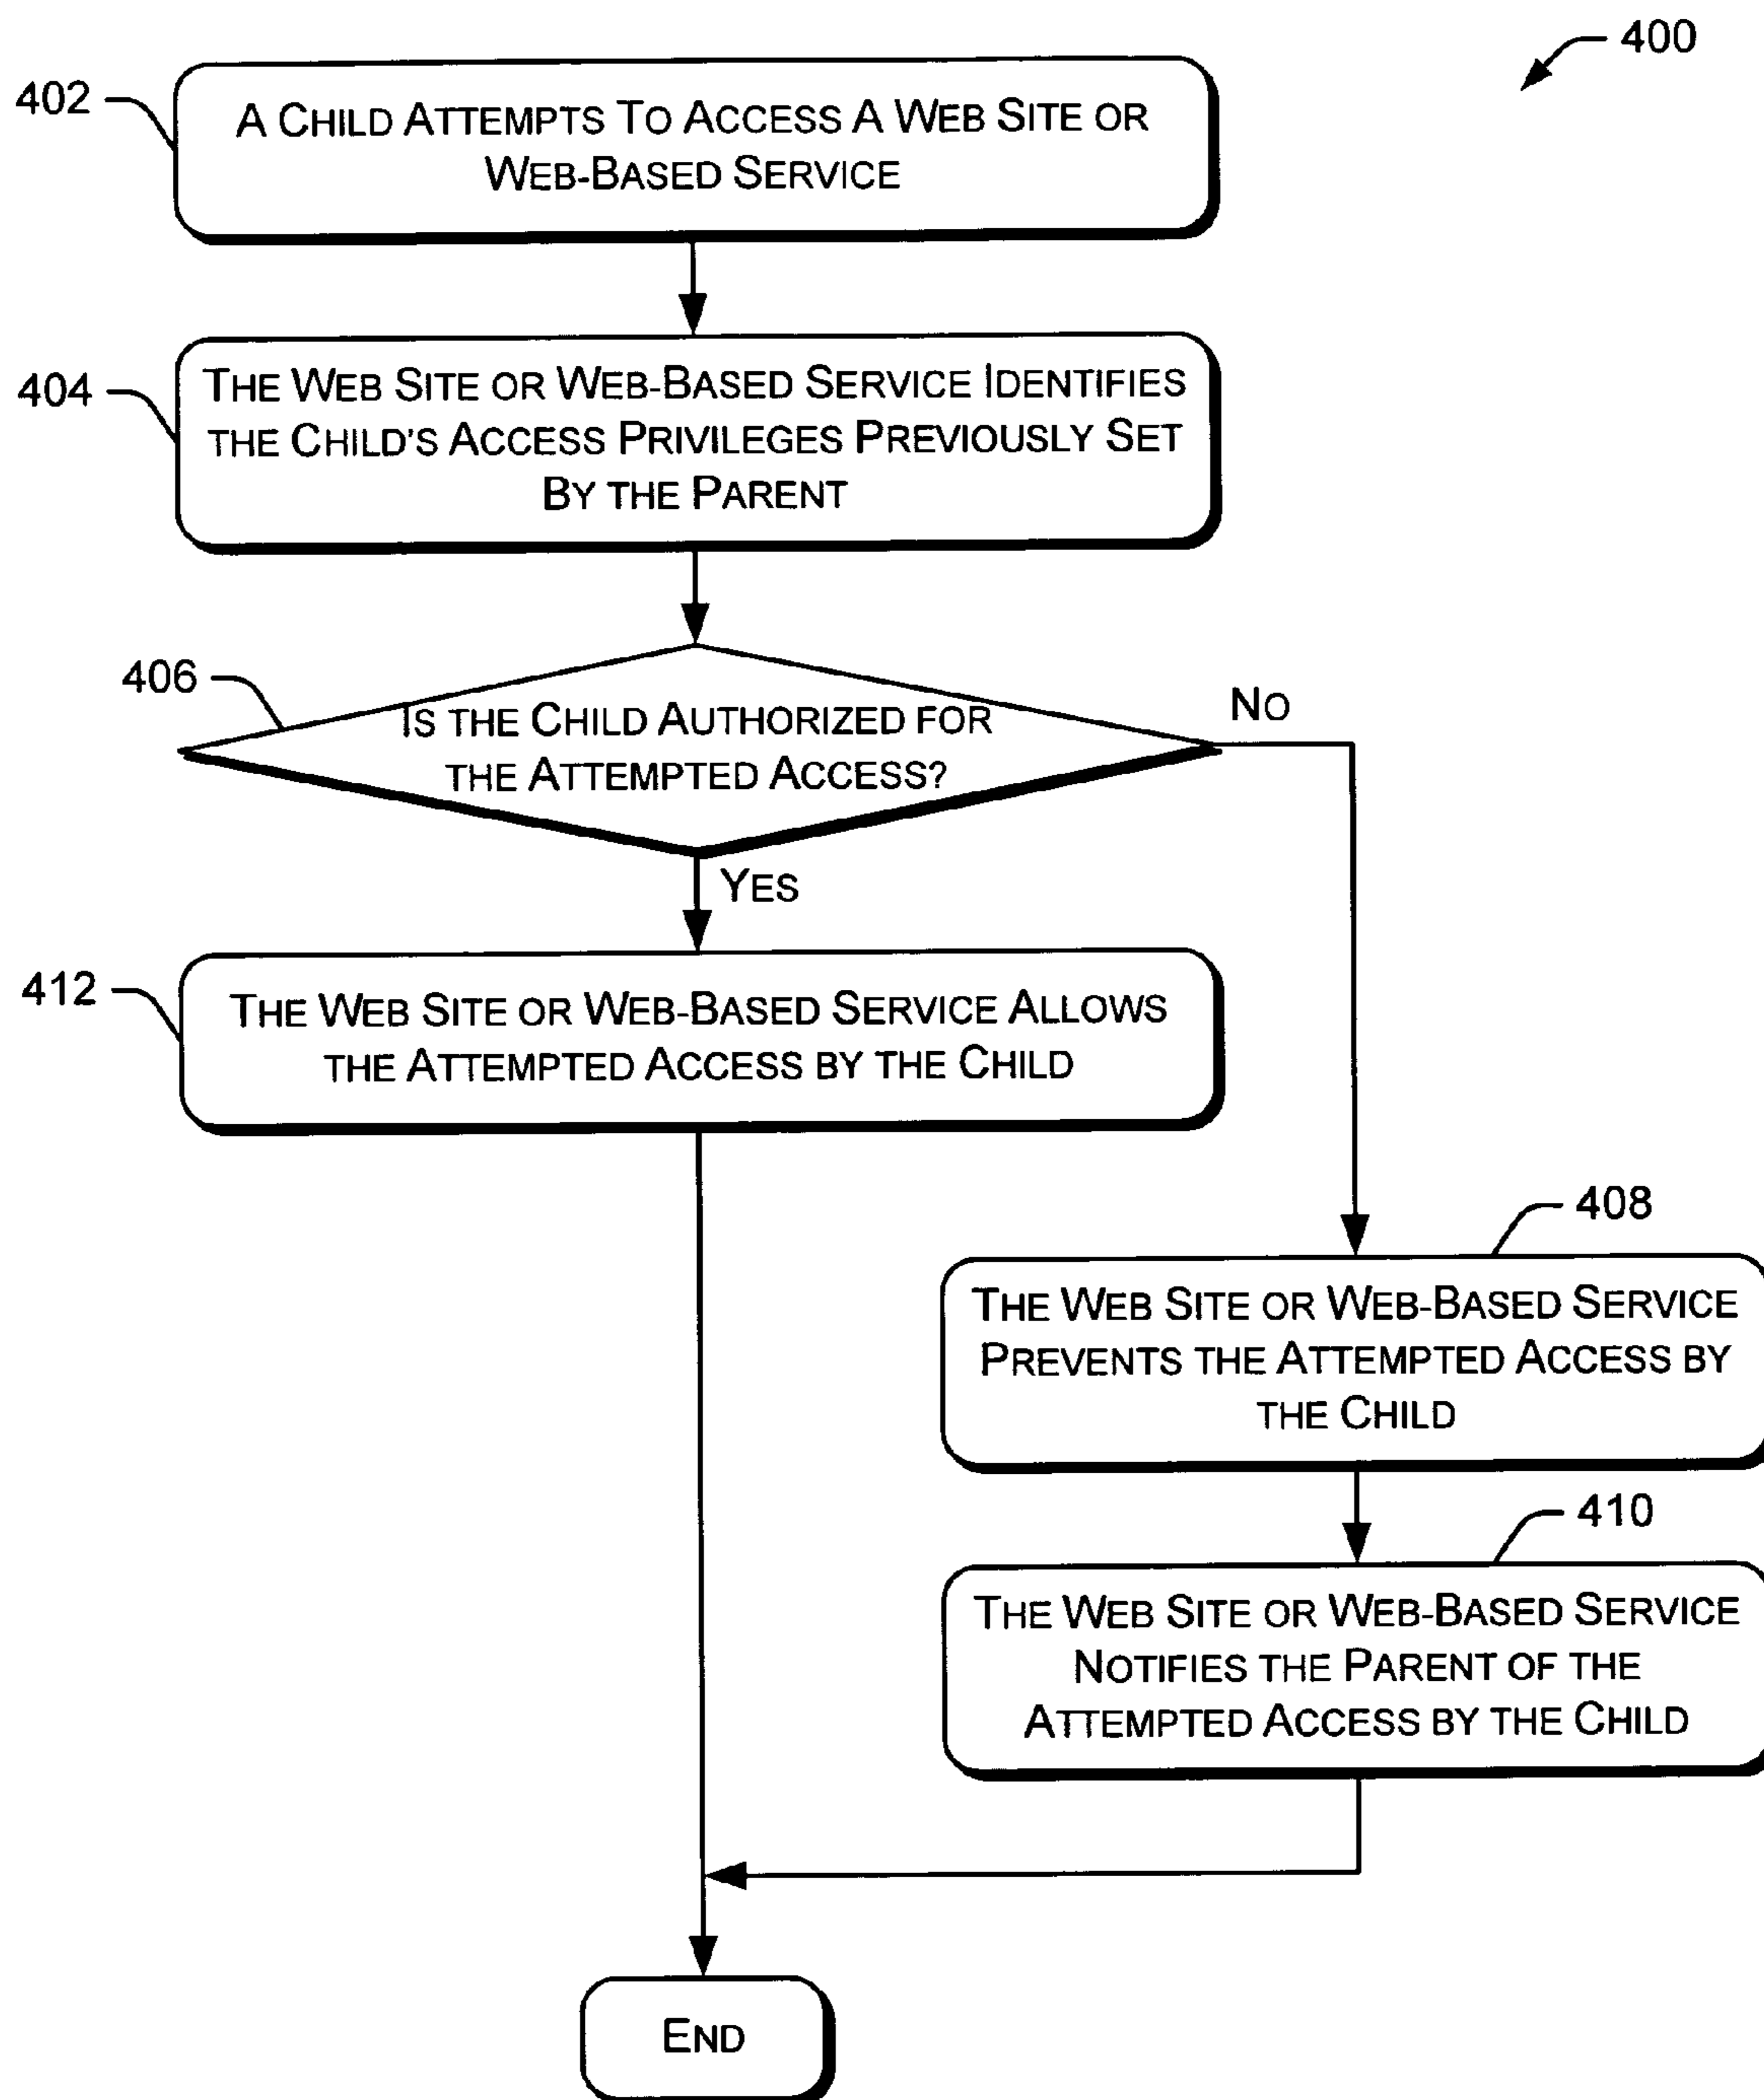 400
402
A CHILD ATTEMPTS TO ACCESS A WEB SITE OR
WEB-BASED SERVICE
404
THE WEB SITE OR WEB-BASED SERVICE IDENTIFIES
THE CHILD'S ACCESS PRIVILEGES PREVIOUSLY SET
BY THE PARENT
406
IS THE CHILD AUTHORIZED FOR
THE ATTEMPTED ACCESS?
NO
YES
412
THE WEB SITE OR WEB-BASED SERVICE ALLOWS
THE ATTEMPTED ACCESS BY THE CHILD
408
THE WEB SITE OR WEB-BASED SERVICE
PREVENTS THE ATTEMPTED ACCESS BY
THE CHILD
410
THE WEB SITE OR WEB-BASED SERVICE
NOTIFIES THE PARENT OF THE
ATTEMPTED ACCESS BY THE CHILD
END